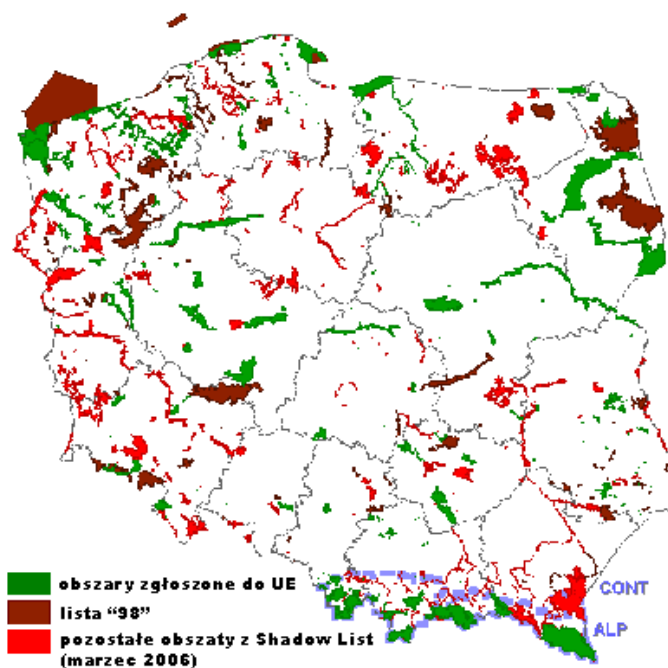 CONT
ALP
obszary zgłoszone do UE
lista “98”
pozostałe obszaty z Shadow List
(marzec 2006)